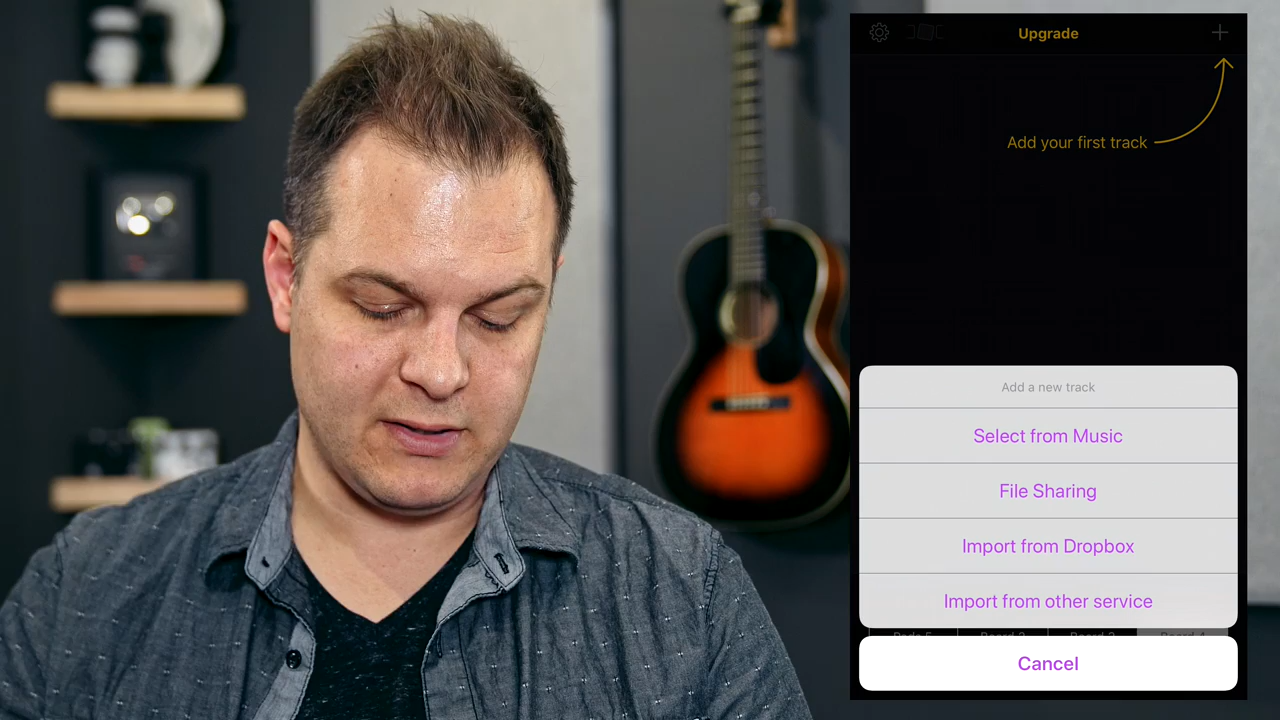 Upgrade
Add your first track
Add a new track
Select from Music
File Sharing
Import from Dropbox
Import from other service
Cancel